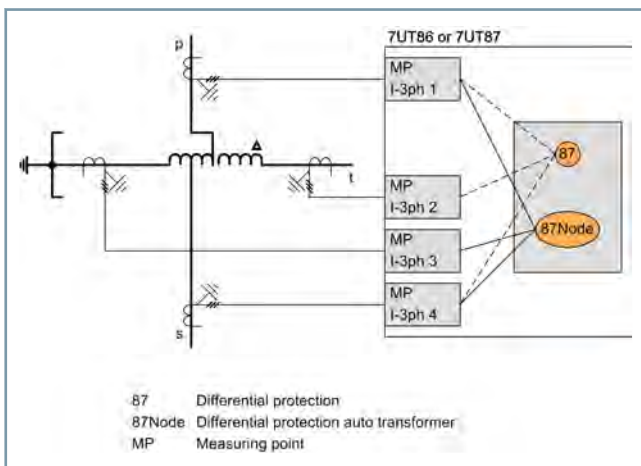 7UT86 or 7UT87
p
MP
I-3ph 1
87
Δ
t
MP
I-3ph 2
87Node
MP
I-3ph 3
MP
I-3ph 4
s
87 Differential protection
87Node Differential protection auto transformer
MP Measuring point